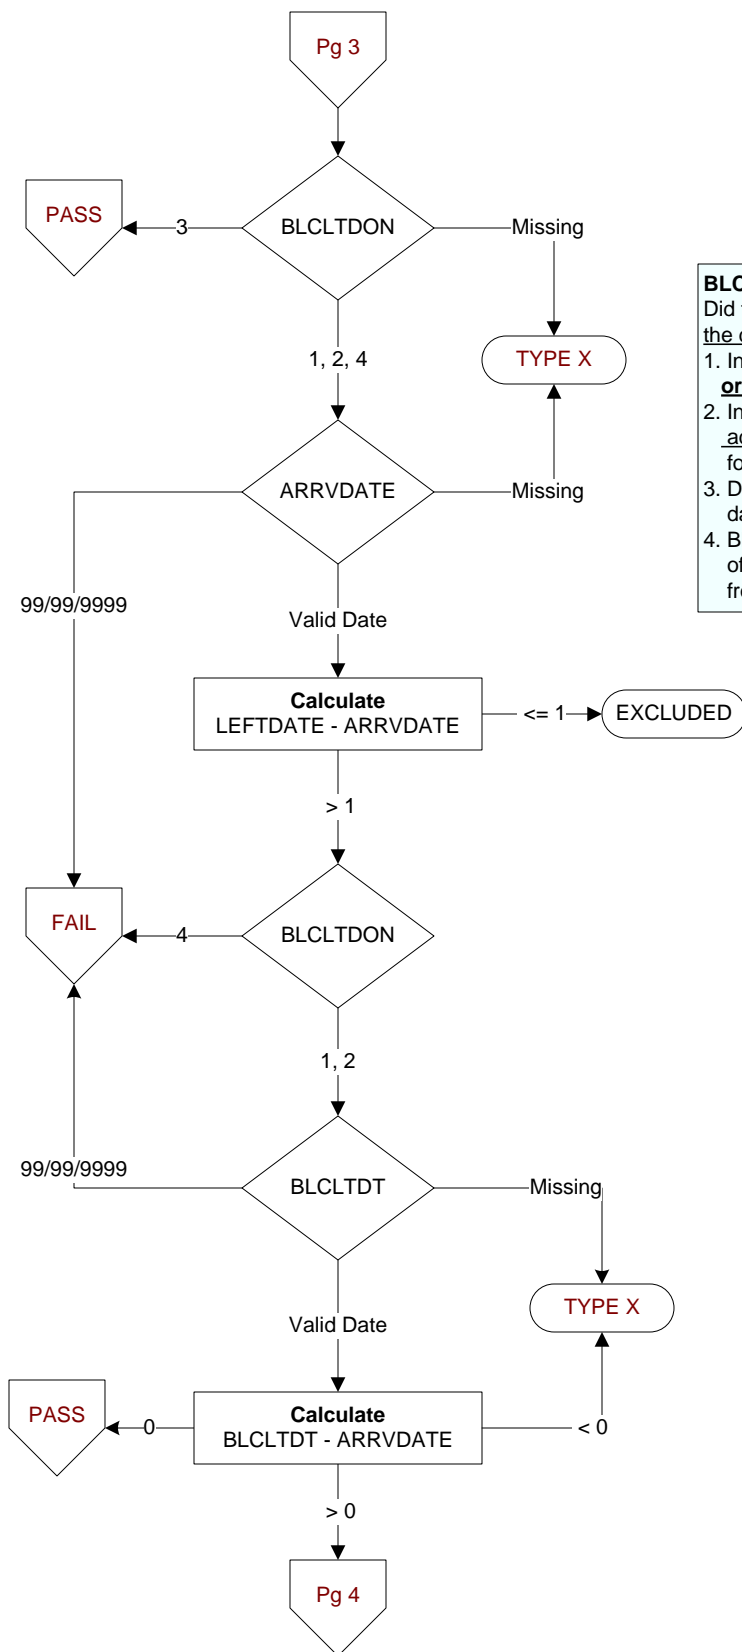 Pg 3
PASS
3
BLCLTDON
Missing
BLC
Did
the
1. In
or
2. In
fo
3. D
da
4. B
of
fr
1, 2, 4
TYPE X
ARRVDATE
Missing
99/99/9999
Valid Date
Calculate
LEFTDATE - ARRVDATE
<= 1
EXCLUDED
> 1
FAIL
4
BLCLTDON
1, 2
99/99/9999
BLCLTDT
Missing
TYPE X
Valid Date
PASS
0
Calculate
BLCLTDT - ARRVDATE
< 0
> 0
Pg 4